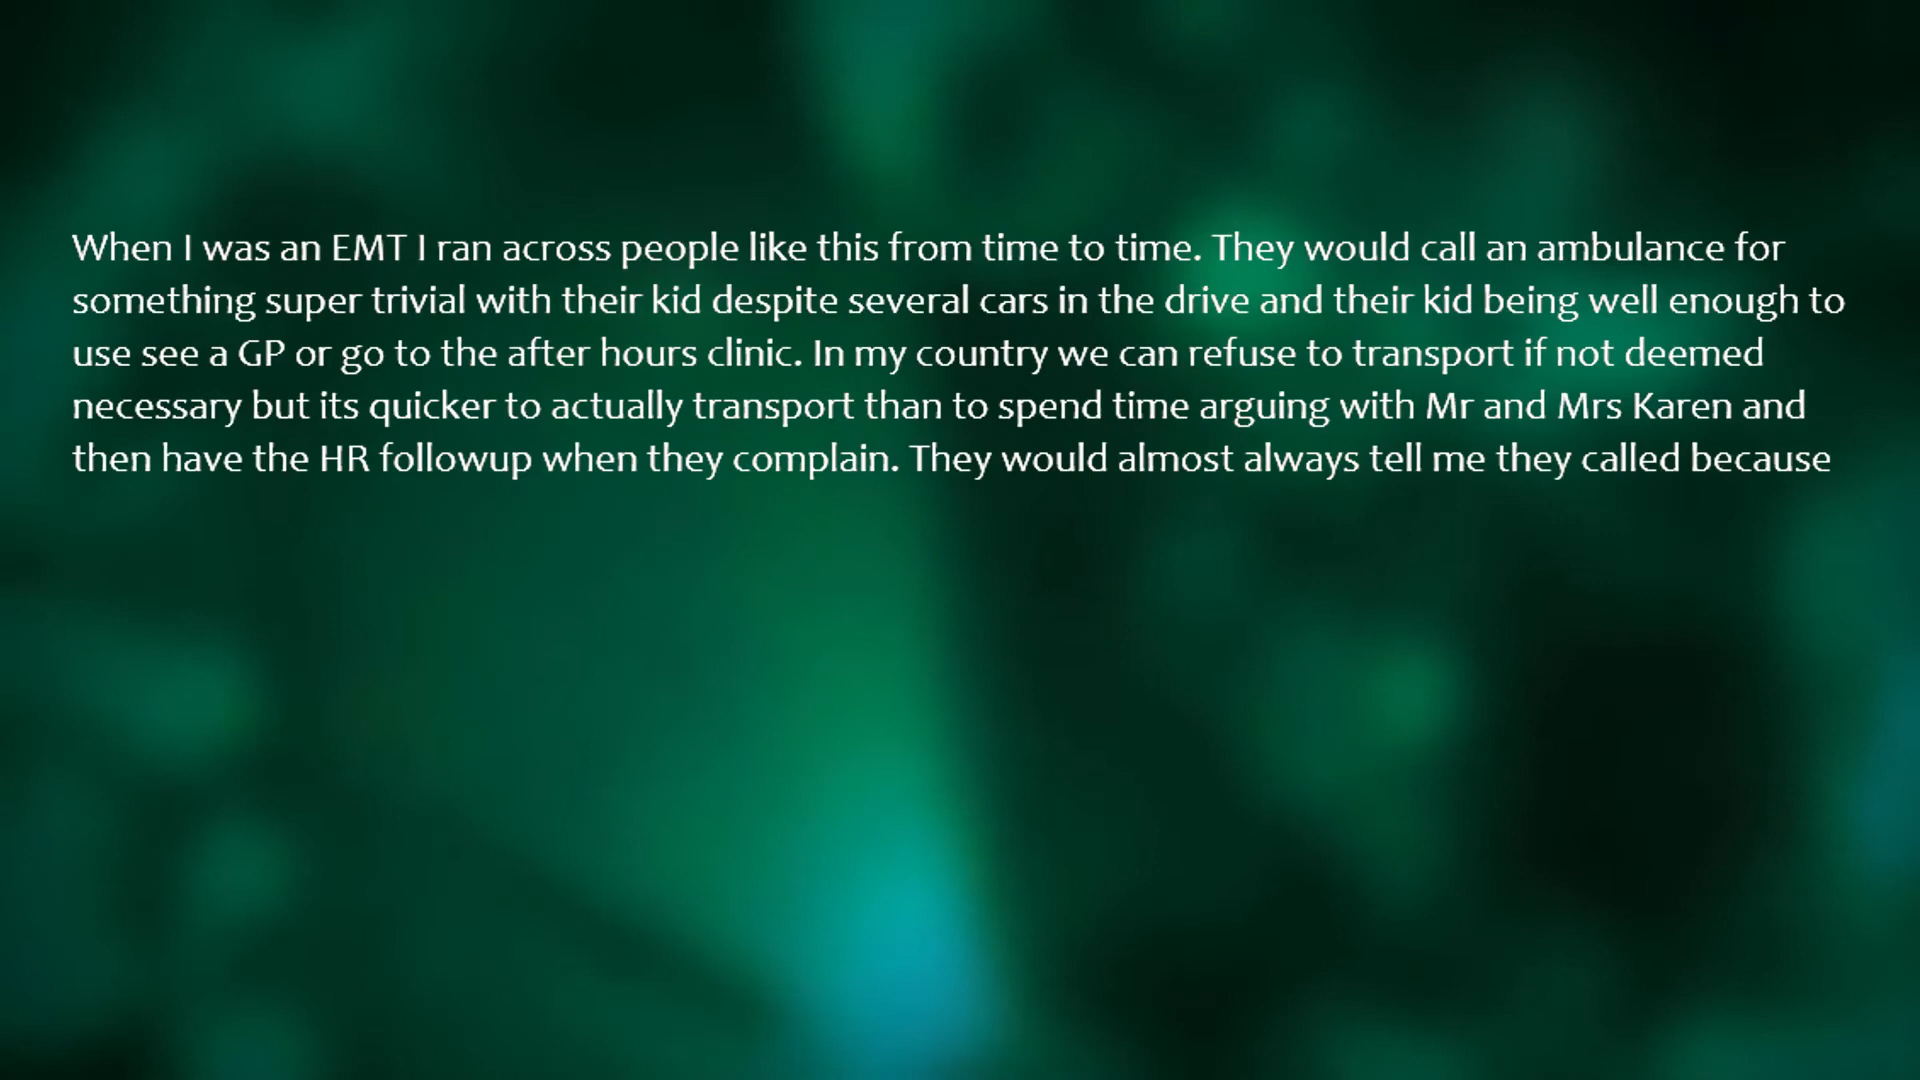 When I was an EMT I ran across people like this from time to time. They would call an ambulance for
something super trivial with their kid despite several cars in the drive and their kid being well enough to
use see a GP or go to the after hours clinic. In my country we can refuse to transport if not deemed
necessary but its quicker to actually transport than to spend time arguing with Mr and Mrs Karen and
then have the HR followup when they complain. They would almost always tell me they called because